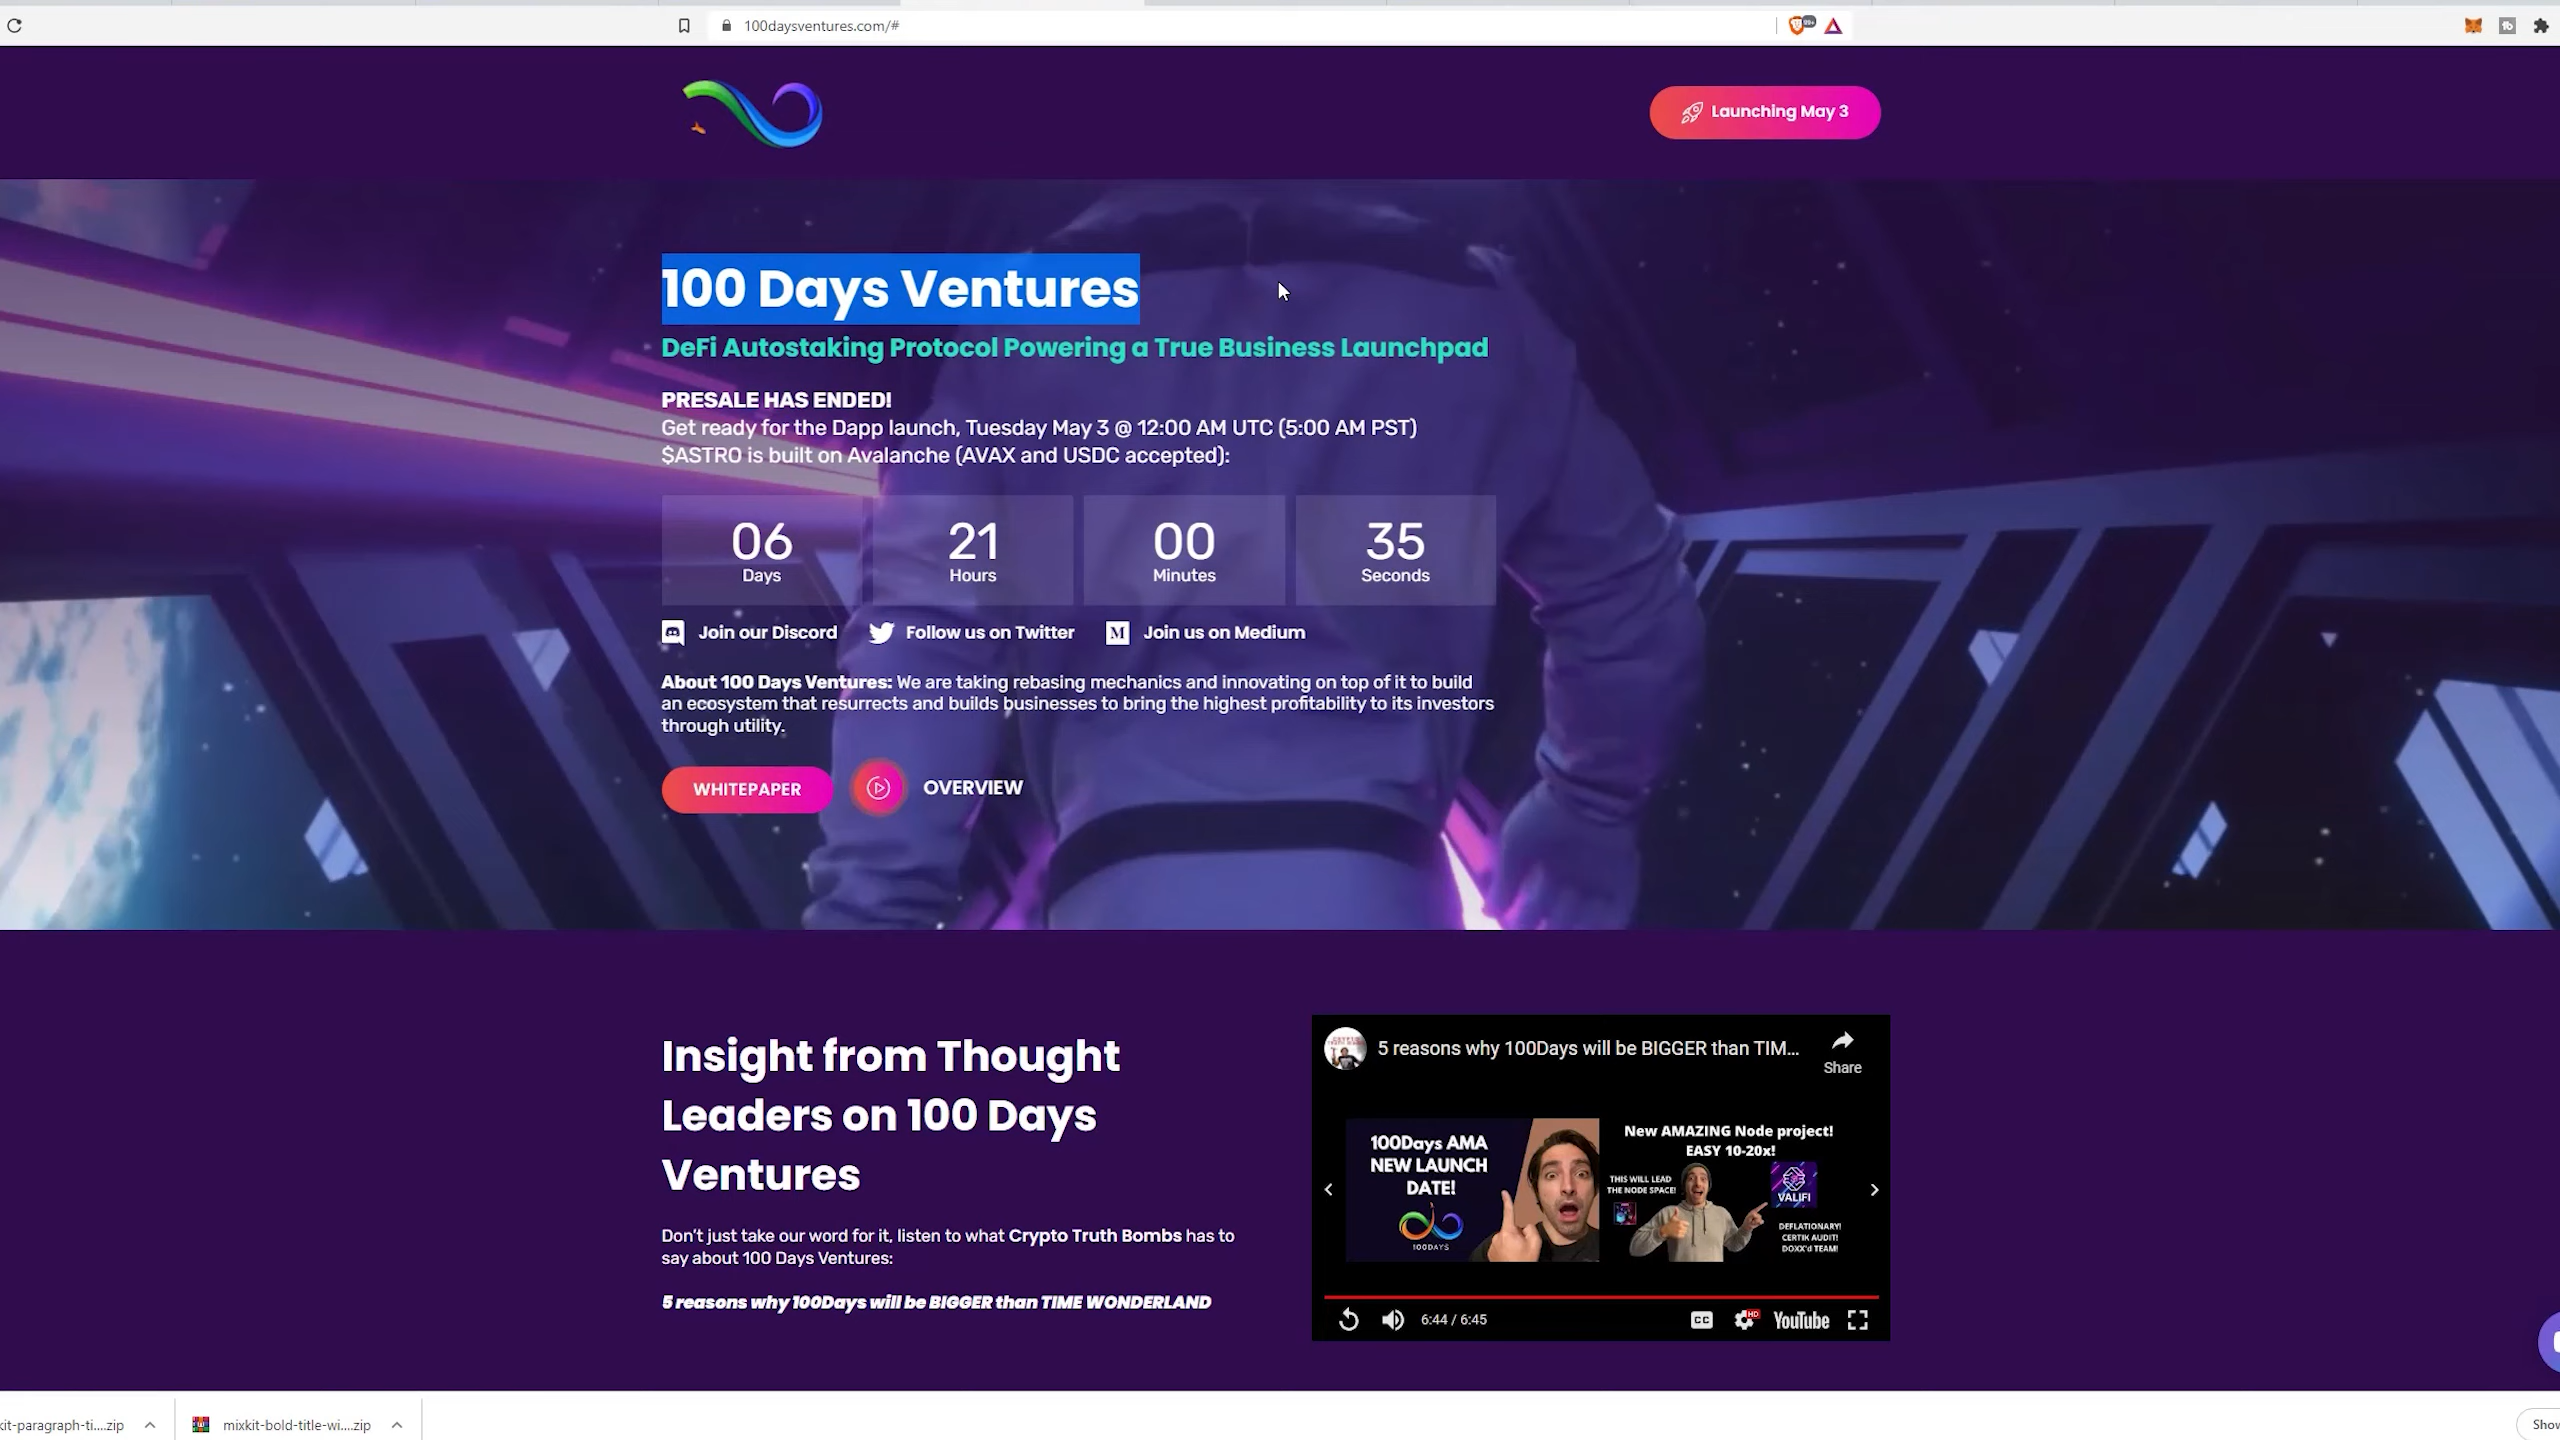 100daysventures.com/#
99+
Launching May 3
100 Days Ventures
DeFi Autostaking Protocol Powering a True Business Launchpad
PRESALE HAS ENDED!
Get ready for the Dapp launch, Tuesday May 3 @ 12:00 AM UTC (5:00 AM PST)
$ASTRO is built on Avalanche (AVAX and USDC accepted):
06 21 00 35
Days Hours Minutes Seconds
Join our Discord Follow us on Twitter M Join us on Medium
About 100 Days Ventures: We are taking rebasing mechanics and innovating on top of it to build
an ecosystem that resurrects and builds businesses to bring the highest profitability to its investors
through utility.
WHITEPAPER OVERVIEW
Insight from Thought
Leaders on 100 Days
Ventures
Don't just take our word for it, listen to what Crypto Truth Bombs has to
say about 100 Days Ventures:
5 reasons why 100Days will be BIGGER than TIME WONDERLAND
5 reasons why 100Days will be BIGGER than TIM...
Share
100Days AMA
NEW LAUNCH
DATE!
100DAYS
New AMAZING Node project!
EASY 10-20x!
THIS WILL LEAD
THE NODE SPACE!
VALIFI
DEFLATIONARY!
CERTIK AUDIT!
DOXX'd TEAM!
6:44 / 6:45
CC
HD
YouTube
kit-paragraph-ti....zip
mixkit-bold-title-wi....zip
Show